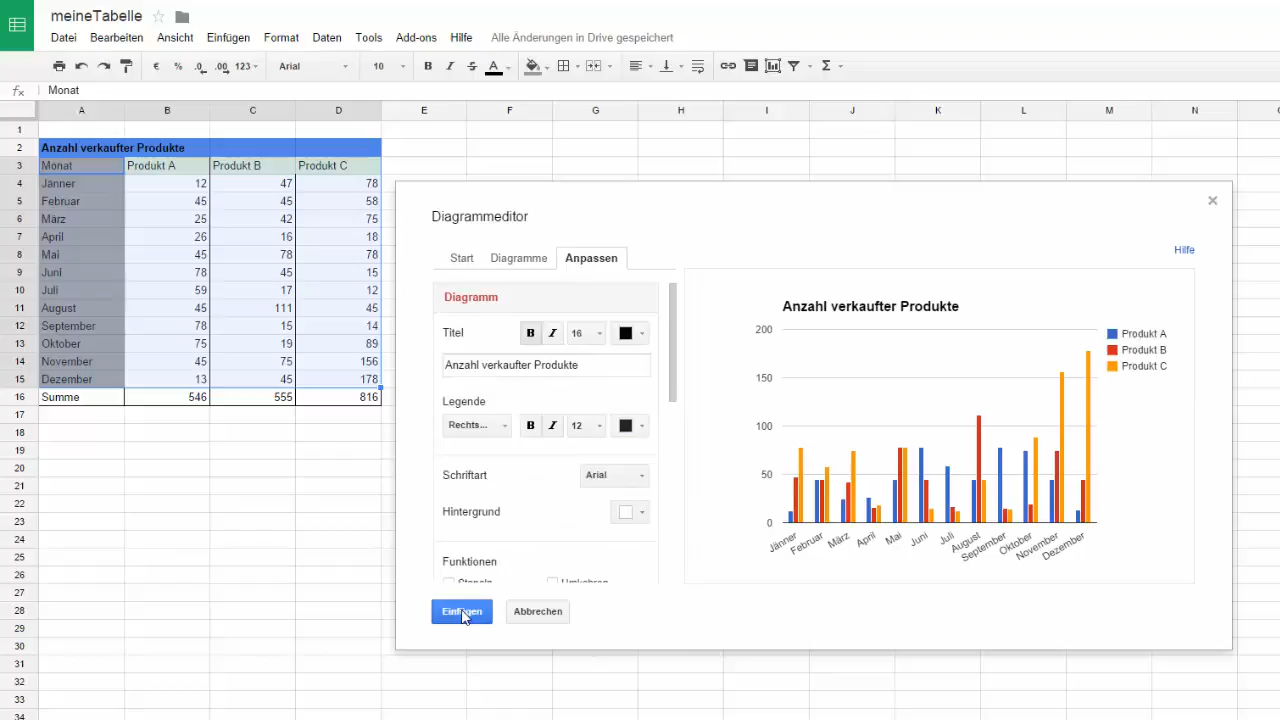 meineTabelle
Datei Bearbeiten Ansicht Einfügen Format Daten Tools Add-ons Hilfe Alle Änderungen in Drive gespeichert
€ % .0 .00 123 Arial 10 B I S A Σ
fx Monat
A B C D E F G H I J K L M N
1
2 Anzahl verkaufter Produkte
3 Monat Produkt A Produkt B Produkt C
4 Jänner 12 47 78
5 Februar 45 45 58
6 März 25 42 75
7 April 26 16 18
8 Mai 45 78 78
9 Juni 78 45 15
10 Juli 59 17 12
11 August 45 111 45
12 September 78 15 14
13 Oktober 75 19 89
14 November 45 75 156
15 Dezember 13 45 178
16 Summe 546 555 816
17
18
19
20
21
22
23
24
25
26
27
28
29
30
31
32
33
34
Diagrammeditor
Hilfe
Start Diagramme Anpassen
Diagramm
Titel B I 16
Anzahl verkaufter Produkte
Legende
Rechts... B I 12
Schriftart Arial
Hintergrund
Funktionen
Stapeln Umkehren
Einfügen Abbrechen
Anzahl verkaufter Produkte
200
150
100
50
0
Jänner Februar März April Mai Juni Juli August September Oktober November Dezember
Produkt A
Produkt B
Produkt C